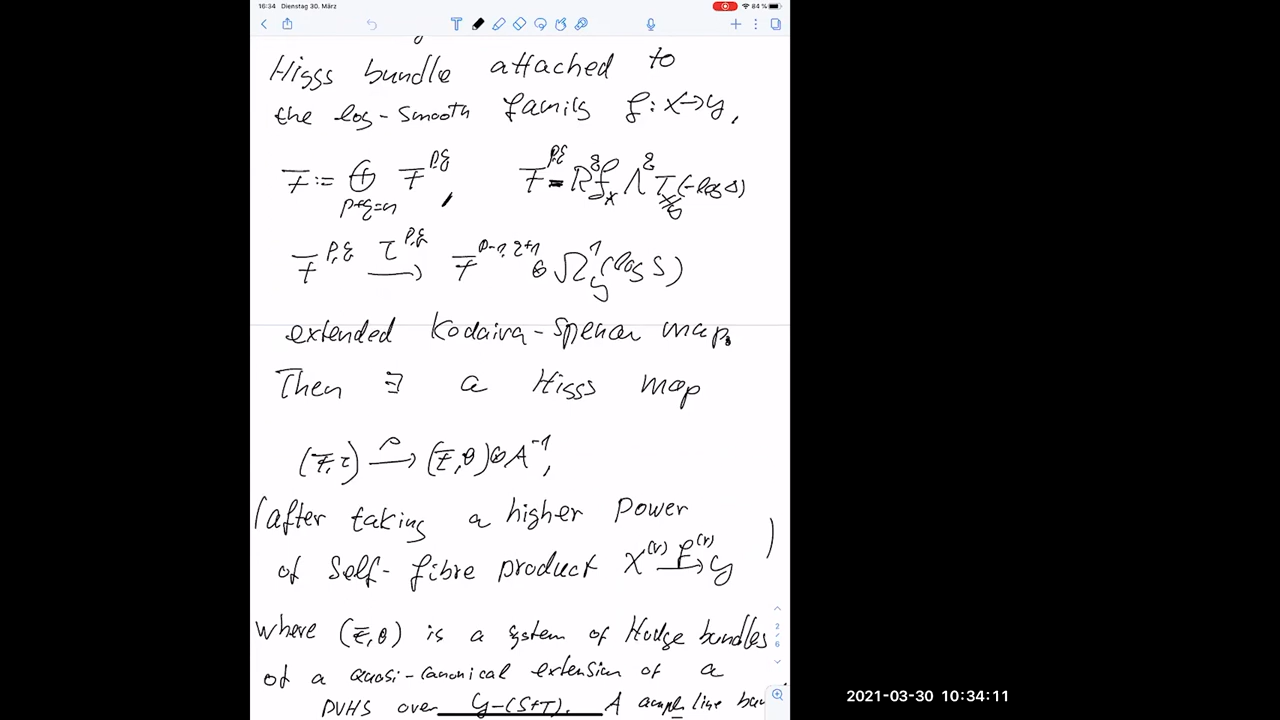 16:34 Dienstag 30. März
84 %
Higgs bundle attached to
the log-smooth family f: X→Y,
F := ⊕_{p+q=n} F^{p,q}, F^{p,q} = R^q f_* Λ^q T_{X/Y}(-log Δ)
F^{p,q} →^{τ^{p,q}} F^{p-1,q+1} ⊗ Ω^1_Y(log S)
extended Kodaira-Spencer map.
Then ∃ a Higgs map
(F,τ) →^ρ (E,θ)⊗A^{-1},
(after taking a higher power
of self-fibre product X^{(r)} →^{f^{(r)}} Y )
where (E,θ) is a system of Hodge bundles
of a quasi-canonical extension of a
PVHS over Y-(S+T). A ample line
2
/
6
2021-03-30 10:34:11